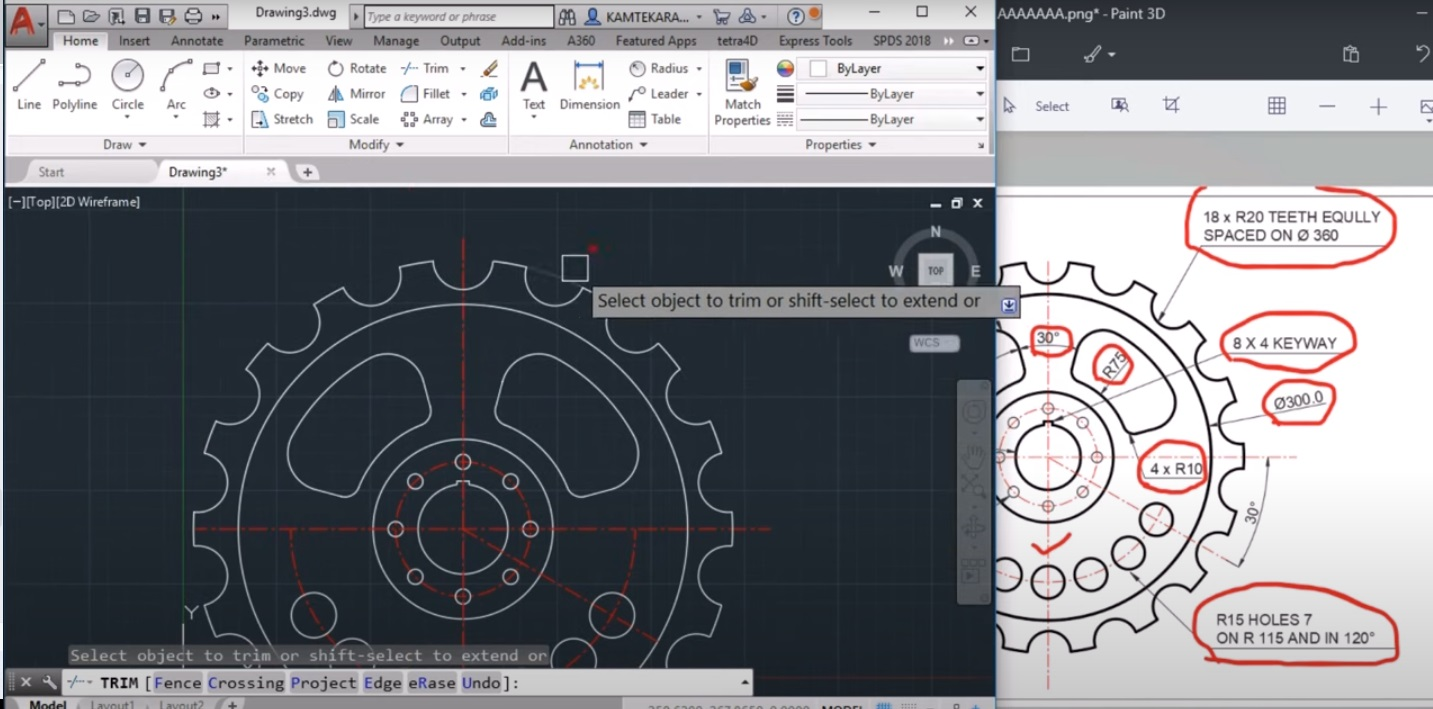 Drawing3.dwg
Type a keyword or phrase
KAMTEKARA...
AAAAAAA.png* - Paint 3D
Home Insert Annotate Parametric View Manage Output Add-ins A360 Featured Apps tetra4D Express Tools SPDS 2018
Line Polyline Circle Arc
Move Rotate Trim
Copy Mirror Fillet
Stretch Scale Array
Text Dimension
Radius
Leader
Table
Match
Properties
ByLayer
ByLayer
ByLayer
Draw Modify Annotation Properties
Select
Start Drawing3*
[−][Top][2D Wireframe]
N
W TOP E
WCS
Select object to trim or shift-select to extend or
18 x R20 TEETH EQULLY
SPACED ON Ø 360
30°
R75
8 X 4 KEYWAY
Ø300.0
4 x R10
30°
R15 HOLES 7
ON R 115 AND IN 120°
Y
Select object to trim or shift-select to extend or
TRIM [Fence Crossing Project Edge eRase Undo]:
Model Layout1 Layout2 +
MODEL